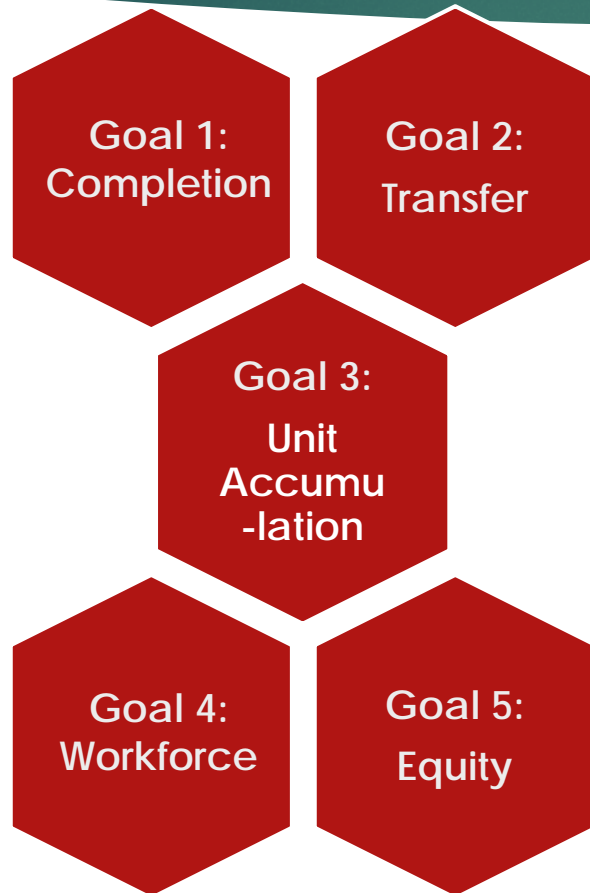 Goal 1:
Completion
Goal 2:
Transfer
Goal 3:
Unit
Accumu
-lation
Goal 4:
Workforce
Goal 5:
Equity